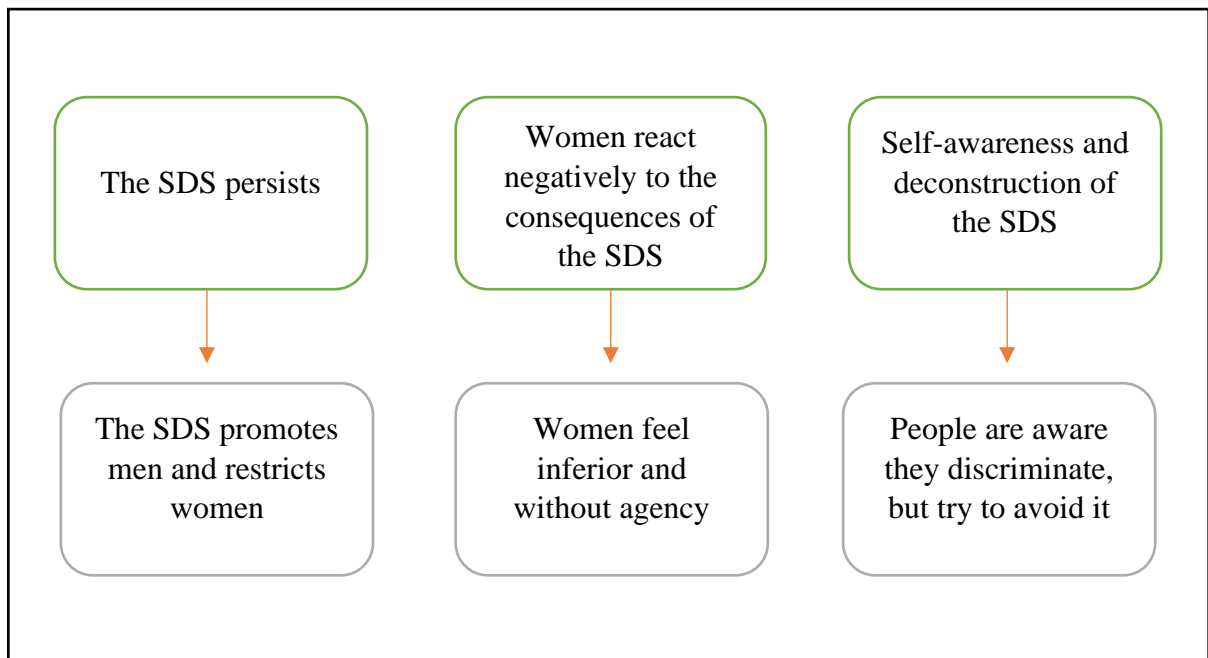 The SDS persists
Women react
negatively to the
consequences of
the SDS
Self-awareness and
deconstruction of
the SDS
The SDS promotes
men and restricts
women
Women feel
inferior and
without agency
People are aware
they discriminate,
but try to avoid it